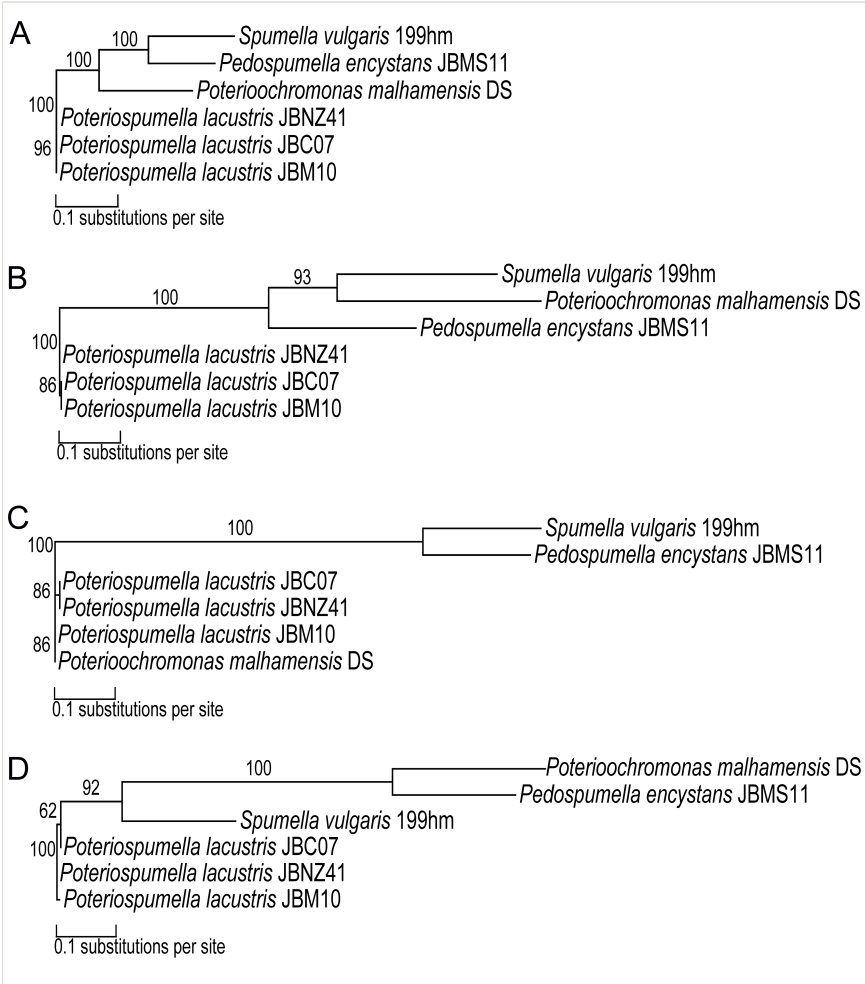 A
100
Spumella vulgaris 199hm
100
Pedospumella encystans JBMS11
Poterioochromonas malhamensis DS
100
Poteriospumella lacustris JBNZ41
96
Poteriospumella lacustris JBC07
Poteriospumella lacustris JBM10
0.1 substitutions per site
B
93
Spumella vulgaris 199hm
100
Poterioochromonas malhamensis DS
Pedospumella encystans JBMS11
100
Poteriospumella lacustris JBNZ41
86
Poteriospumella lacustris JBC07
Poteriospumella lacustris JBM10
0.1 substitutions per site
C
100
Spumella vulgaris 199hm
100
Pedospumella encystans JBMS11
86
Poteriospumella lacustris JBC07
Poteriospumella lacustris JBNZ41
86
Poteriospumella lacustris JBM10
Poterioochromonas malhamensis DS
0.1 substitutions per site
D
100
Poterioochromonas malhamensis DS
92
Pedospumella encystans JBMS11
62
Spumella vulgaris 199hm
100
Poteriospumella lacustris JBC07
Poteriospumella lacustris JBNZ41
Poteriospumella lacustris JBM10
0.1 substitutions per site